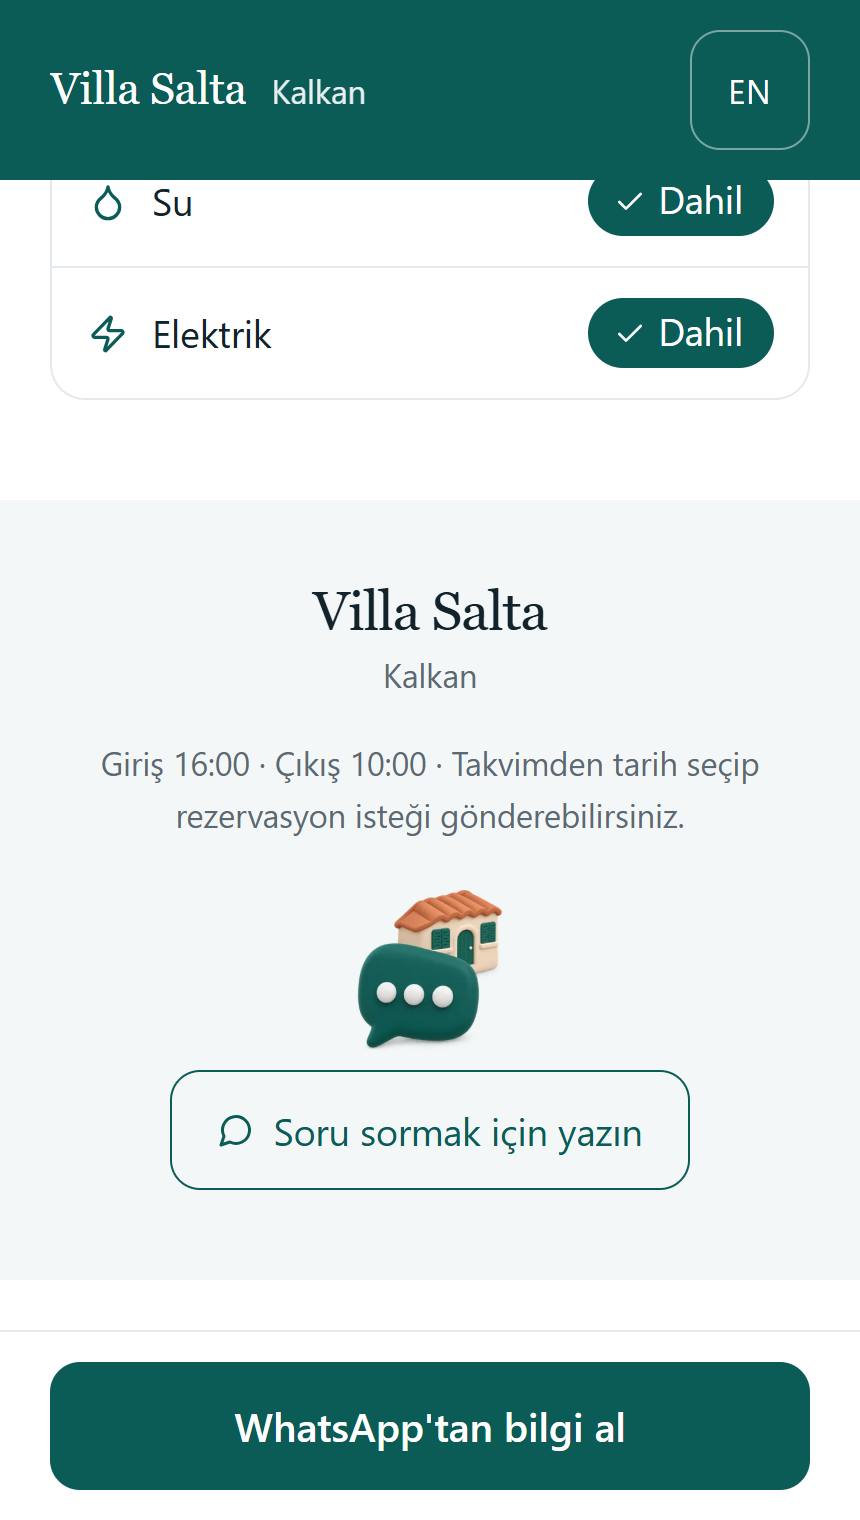 Villa Salta Kalkan
EN
Su
Dahil
Elektrik
Dahil
Villa Salta
Kalkan
Giriş 16:00 · Çıkış 10:00 · Takvimden tarih seçip
rezervasyon isteği gönderebilirsiniz.
Soru sormak için yazın
WhatsApp'tan bilgi al